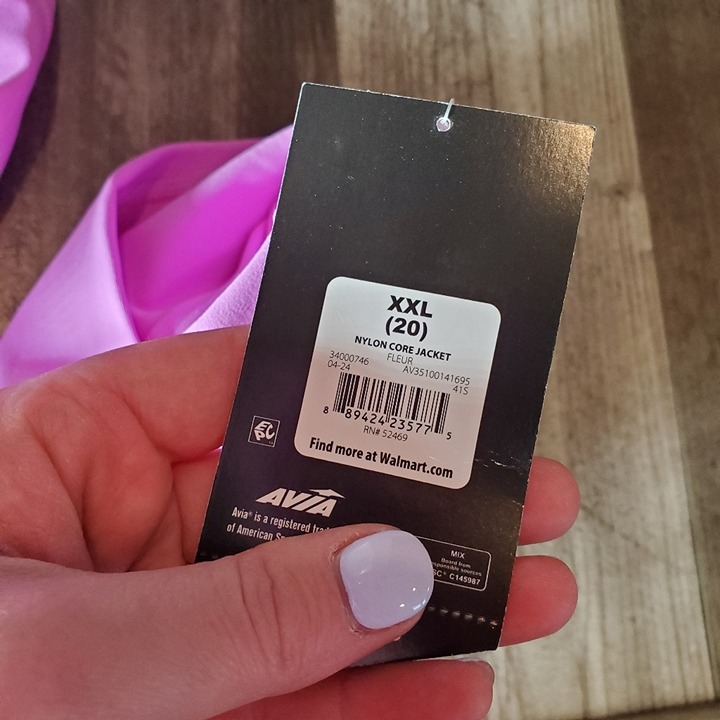 XXL
(20)
NYLON CORE JACKET
34000746 FLEUR AV35100141695
04-24 41S
8 89424 23577 5
RN# 52469
Find more at Walmart.com
AVIA
Avia® is a registered
of American
MIX
Board from
responsible sources
C145987